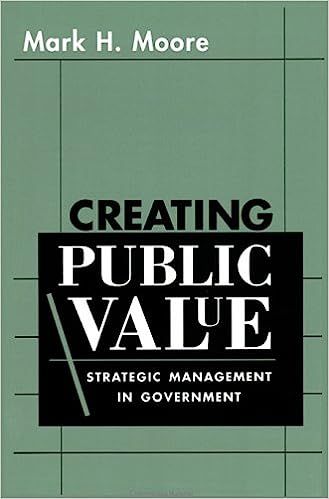 Mark H. Moore
CREATING
PUBLIC
VALUE
STRATEGIC MANAGEMENT
IN GOVERNMENT